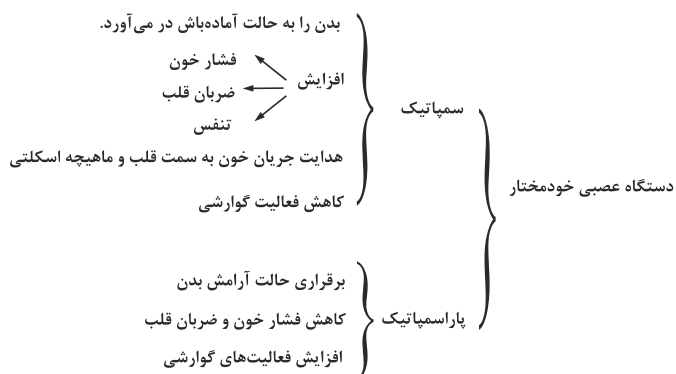 دستگاه عصبی خودمختار
سمپاتیک
بدن را به حالت آماده‌باش در می‌آورد.
افزایش
فشار خون
ضربان قلب
تنفس
هدایت جریان خون به سمت قلب و ماهیچه اسکلتی
کاهش فعالیت گوارشی
پاراسمپاتیک
برقراری حالت آرامش بدن
کاهش فشار خون و ضربان قلب
افزایش فعالیت‌های گوارشی